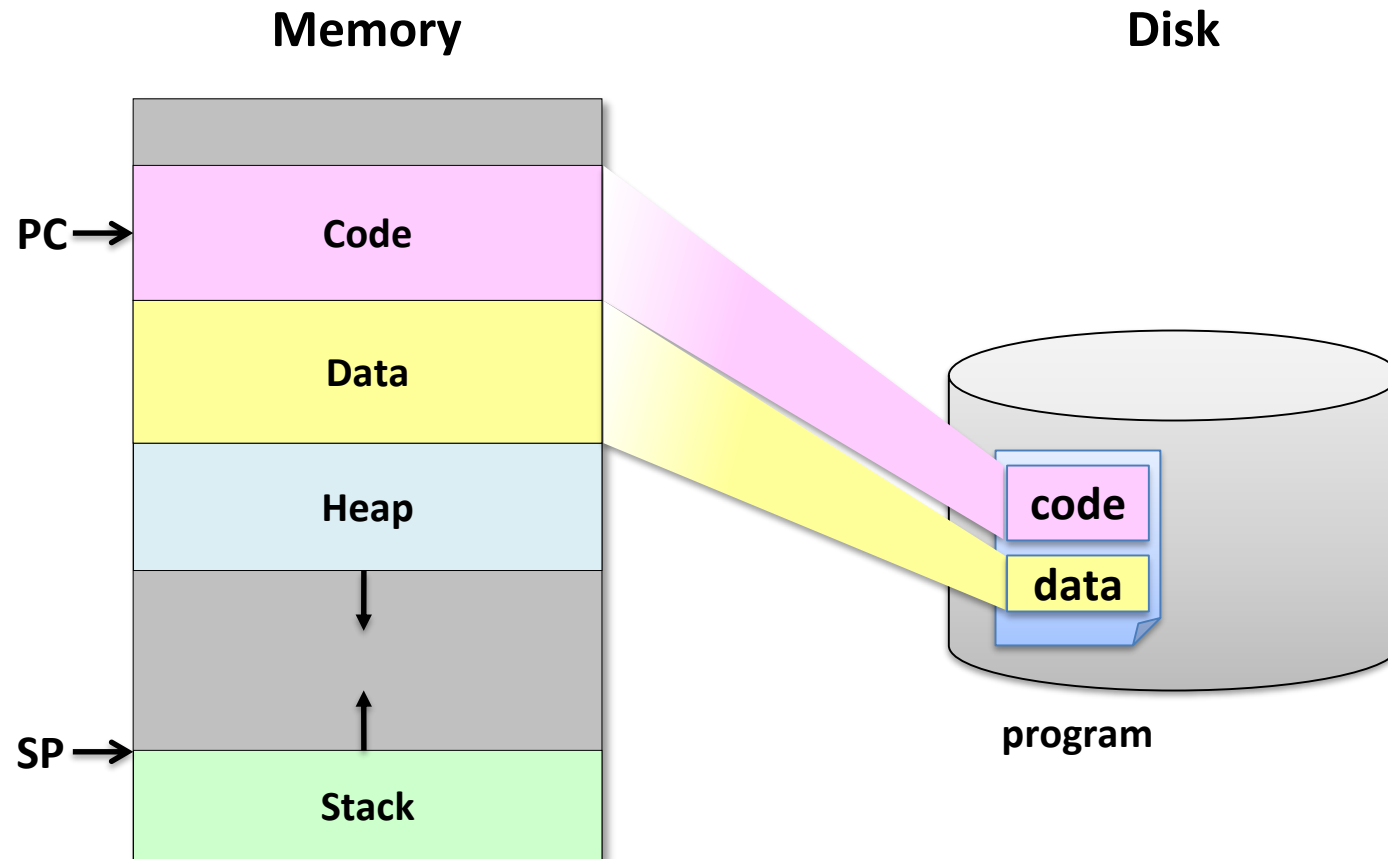 Memory
Disk
PC
Code
Data
Heap
code
data
program
SP
Stack